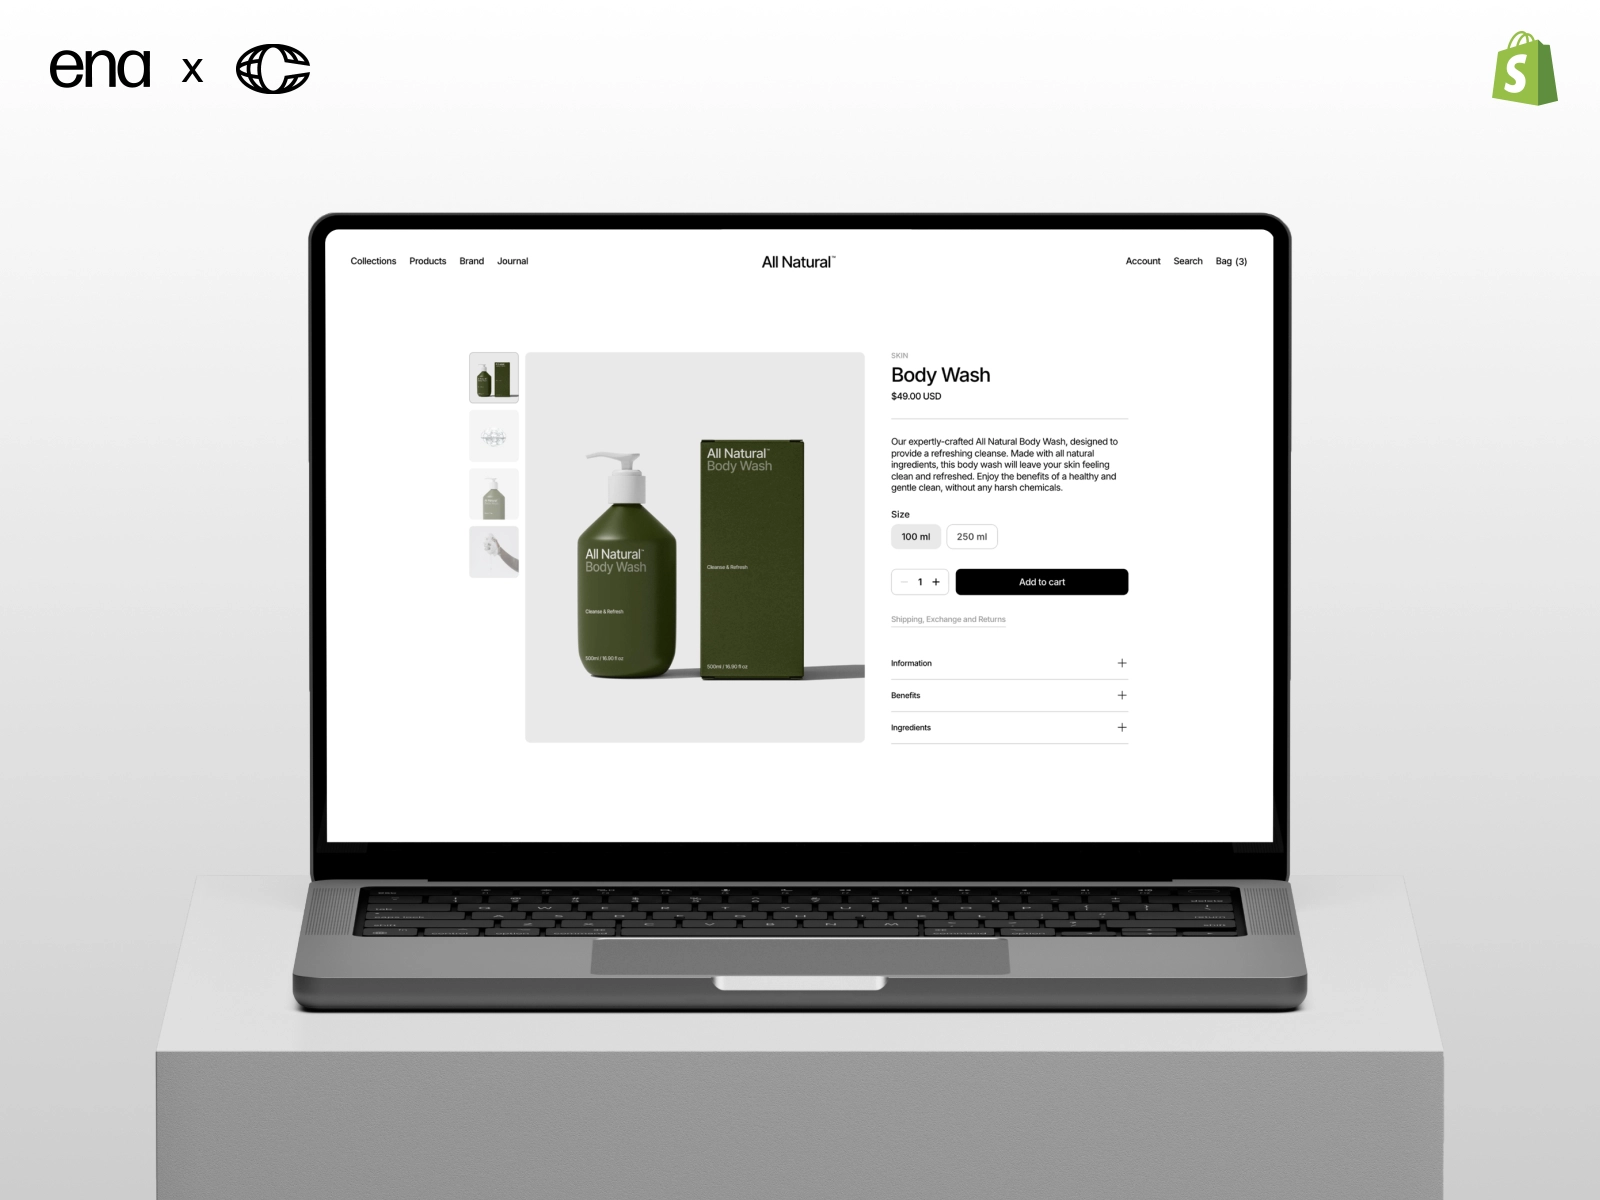 ena x
Collections Products Brand Journal
All Natural™
Account Search Bag (3)
SKIN
Body Wash
$49.00 USD
Our expertly-crafted All Natural Body Wash, designed to
provide a refreshing cleanse. Made with all natural
ingredients, this body wash will leave your skin feeling
clean and refreshed. Enjoy the benefits of a healthy and
gentle clean, without any harsh chemicals.
Size
100 ml 250 ml
1 + Add to cart
Shipping, Exchange and Returns
Information +
Benefits +
Ingredients +
All Natural™
Body Wash
Cleanse & Refresh
500ml / 16.90 fl oz
All Natural™
Body Wash
Cleanse & Refresh
500ml / 16.90 fl oz